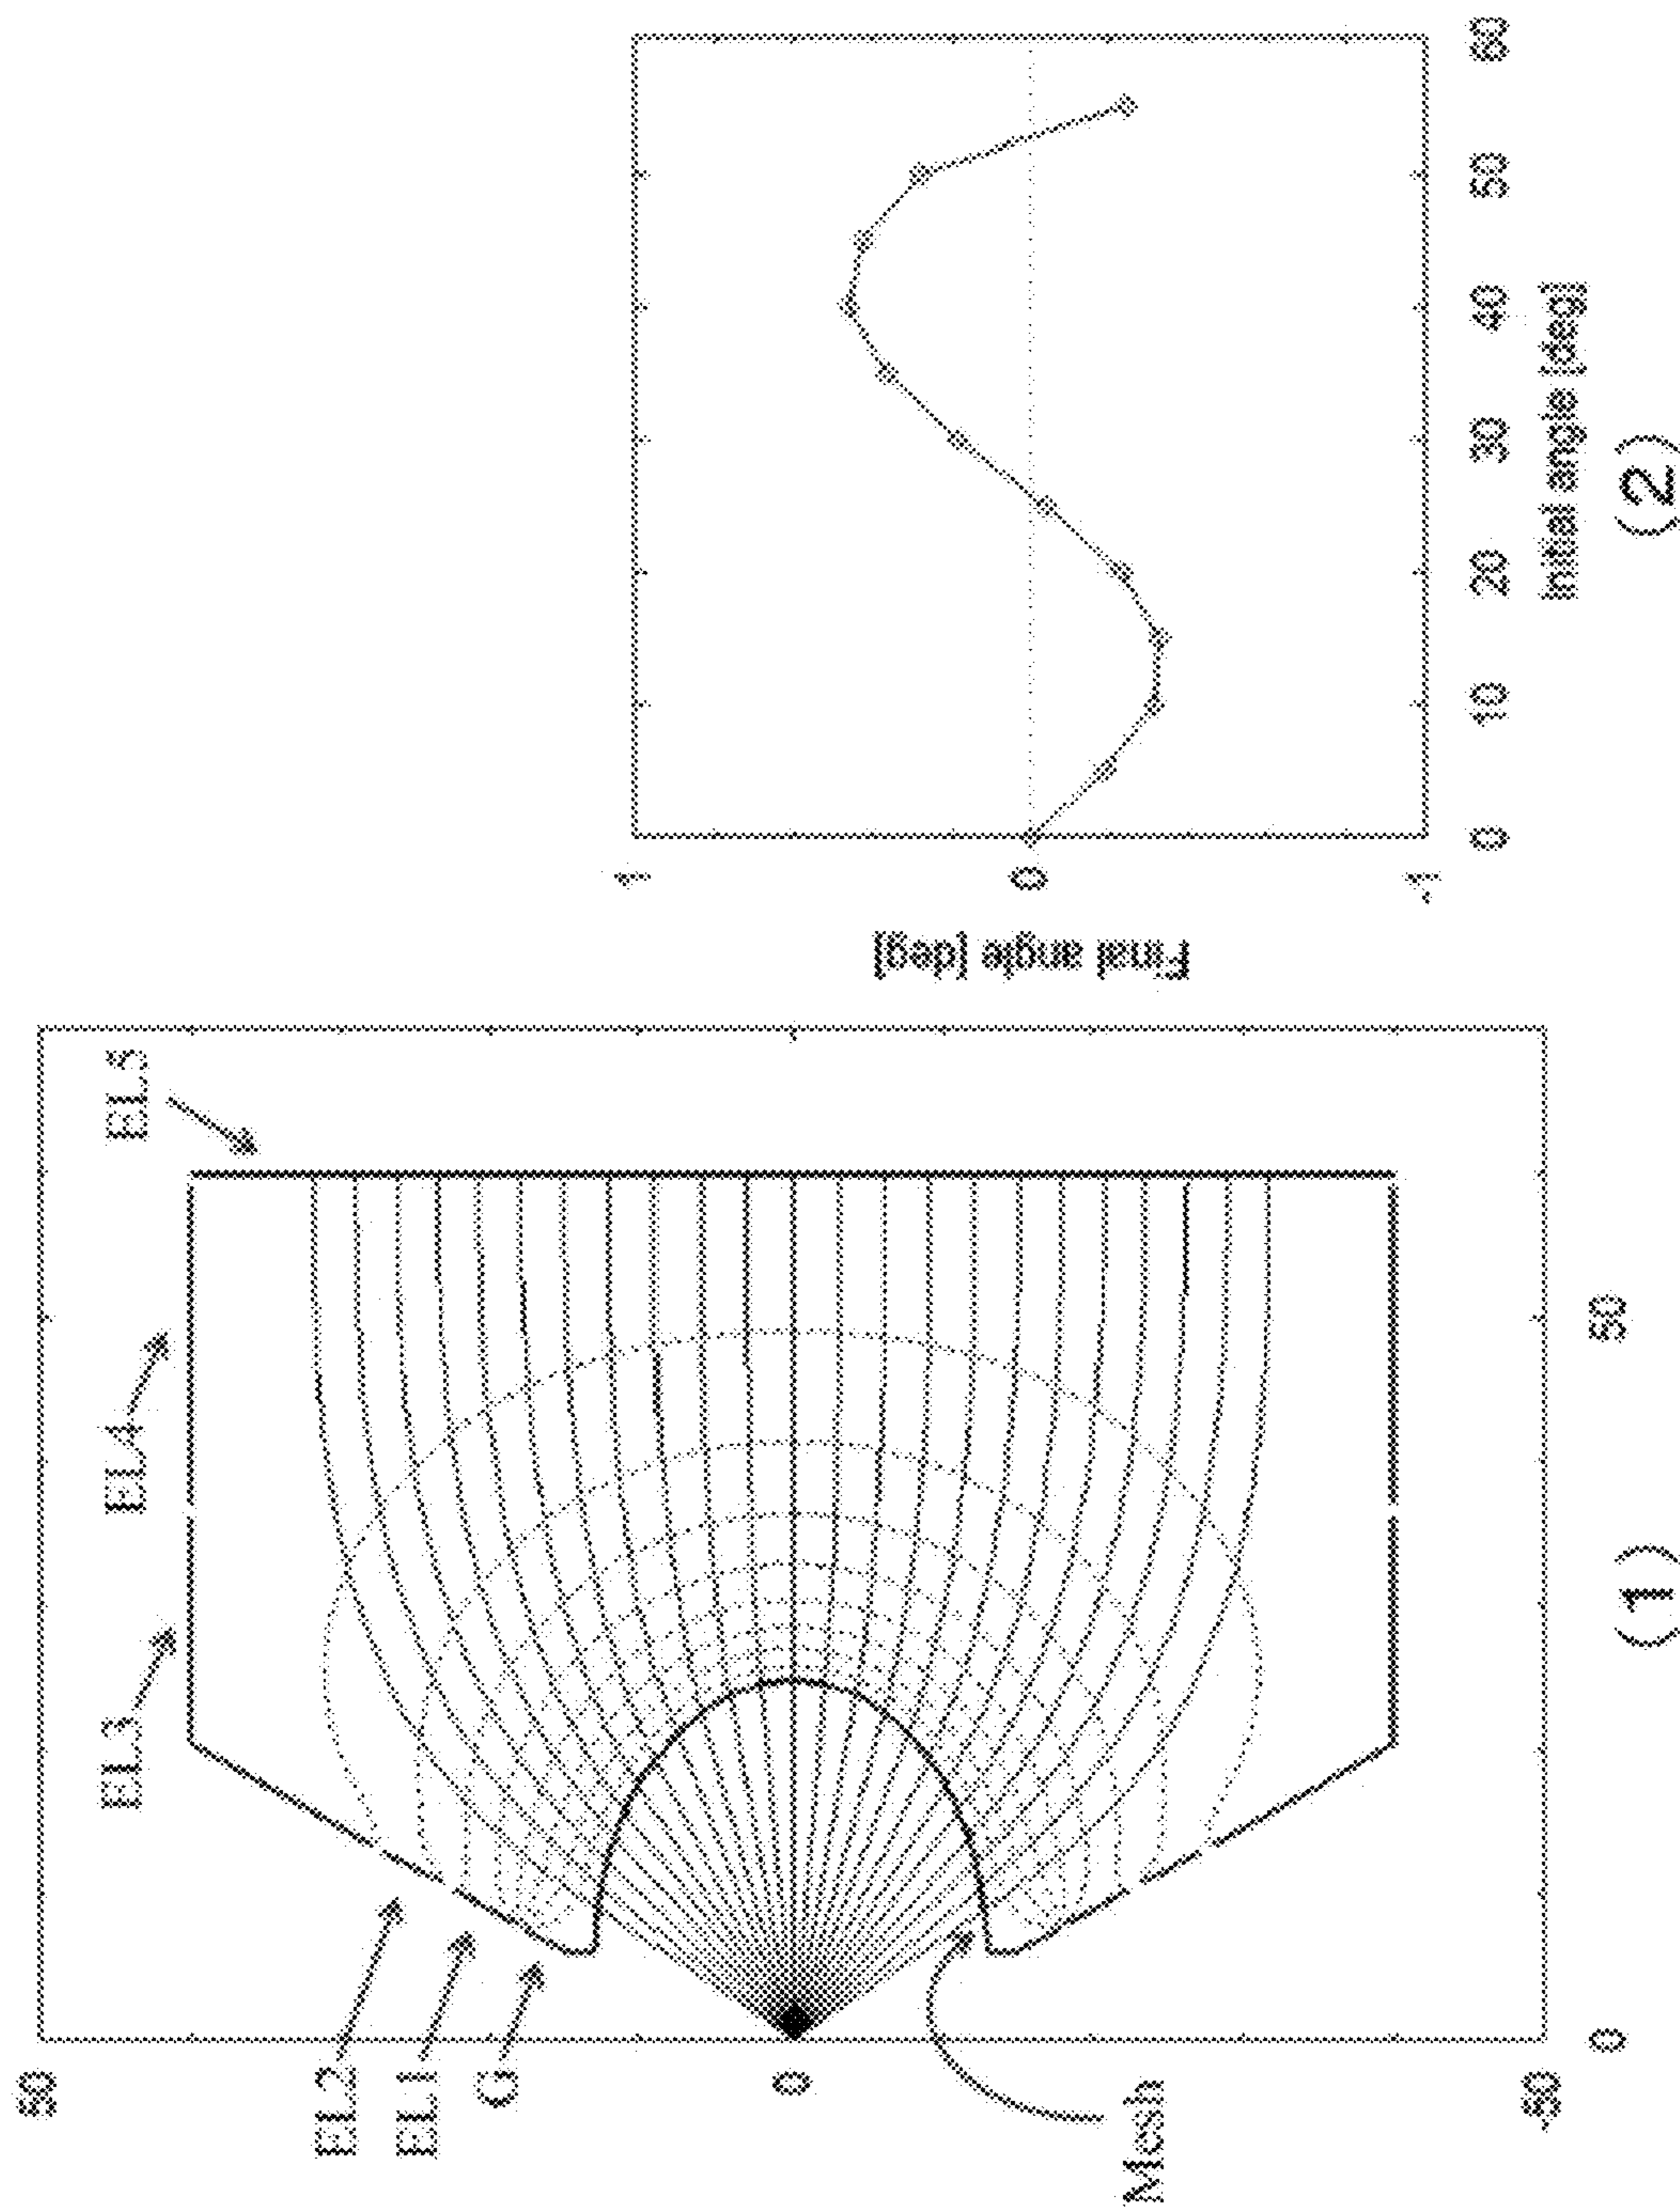 50
0
-50
0
50
EL2
EL1
G
EL3
EL4
EL5
Mesh
(1)
Final angle [deg]
1
0
-1
0
10
20
30
40
50
60
Initial angle [deg]
(2)